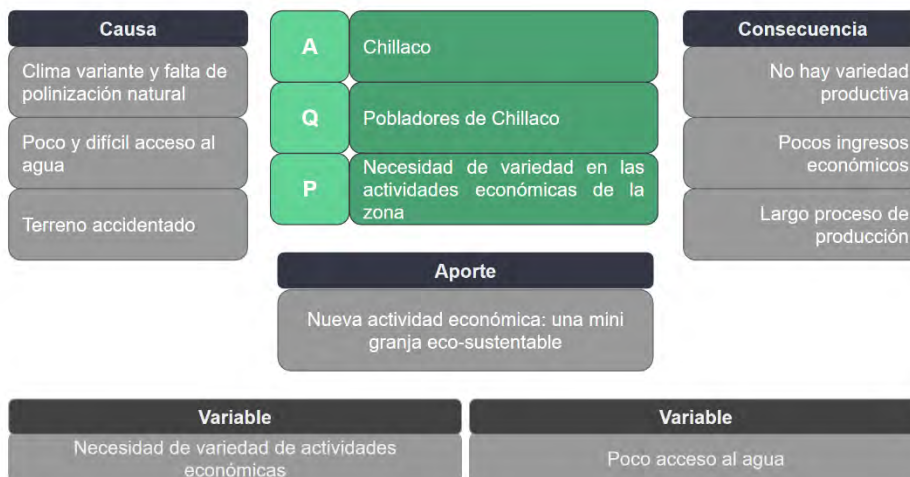 Causa
Clima variante y falta de
polinización natural
Poco y difícil acceso al
agua
Terreno accidentado
A
Chillaco
Q
Pobladores de Chillaco
P
Necesidad de variedad en las
actividades económicas de la
zona
Consecuencia
No hay variedad
productiva
Pocos ingresos
económicos
Largo proceso de
producción
Aporte
Nueva actividad económica: una mini
granja eco-sustentable
Variable
Necesidad de variedad de actividades
económicas
Variable
Poco acceso al agua